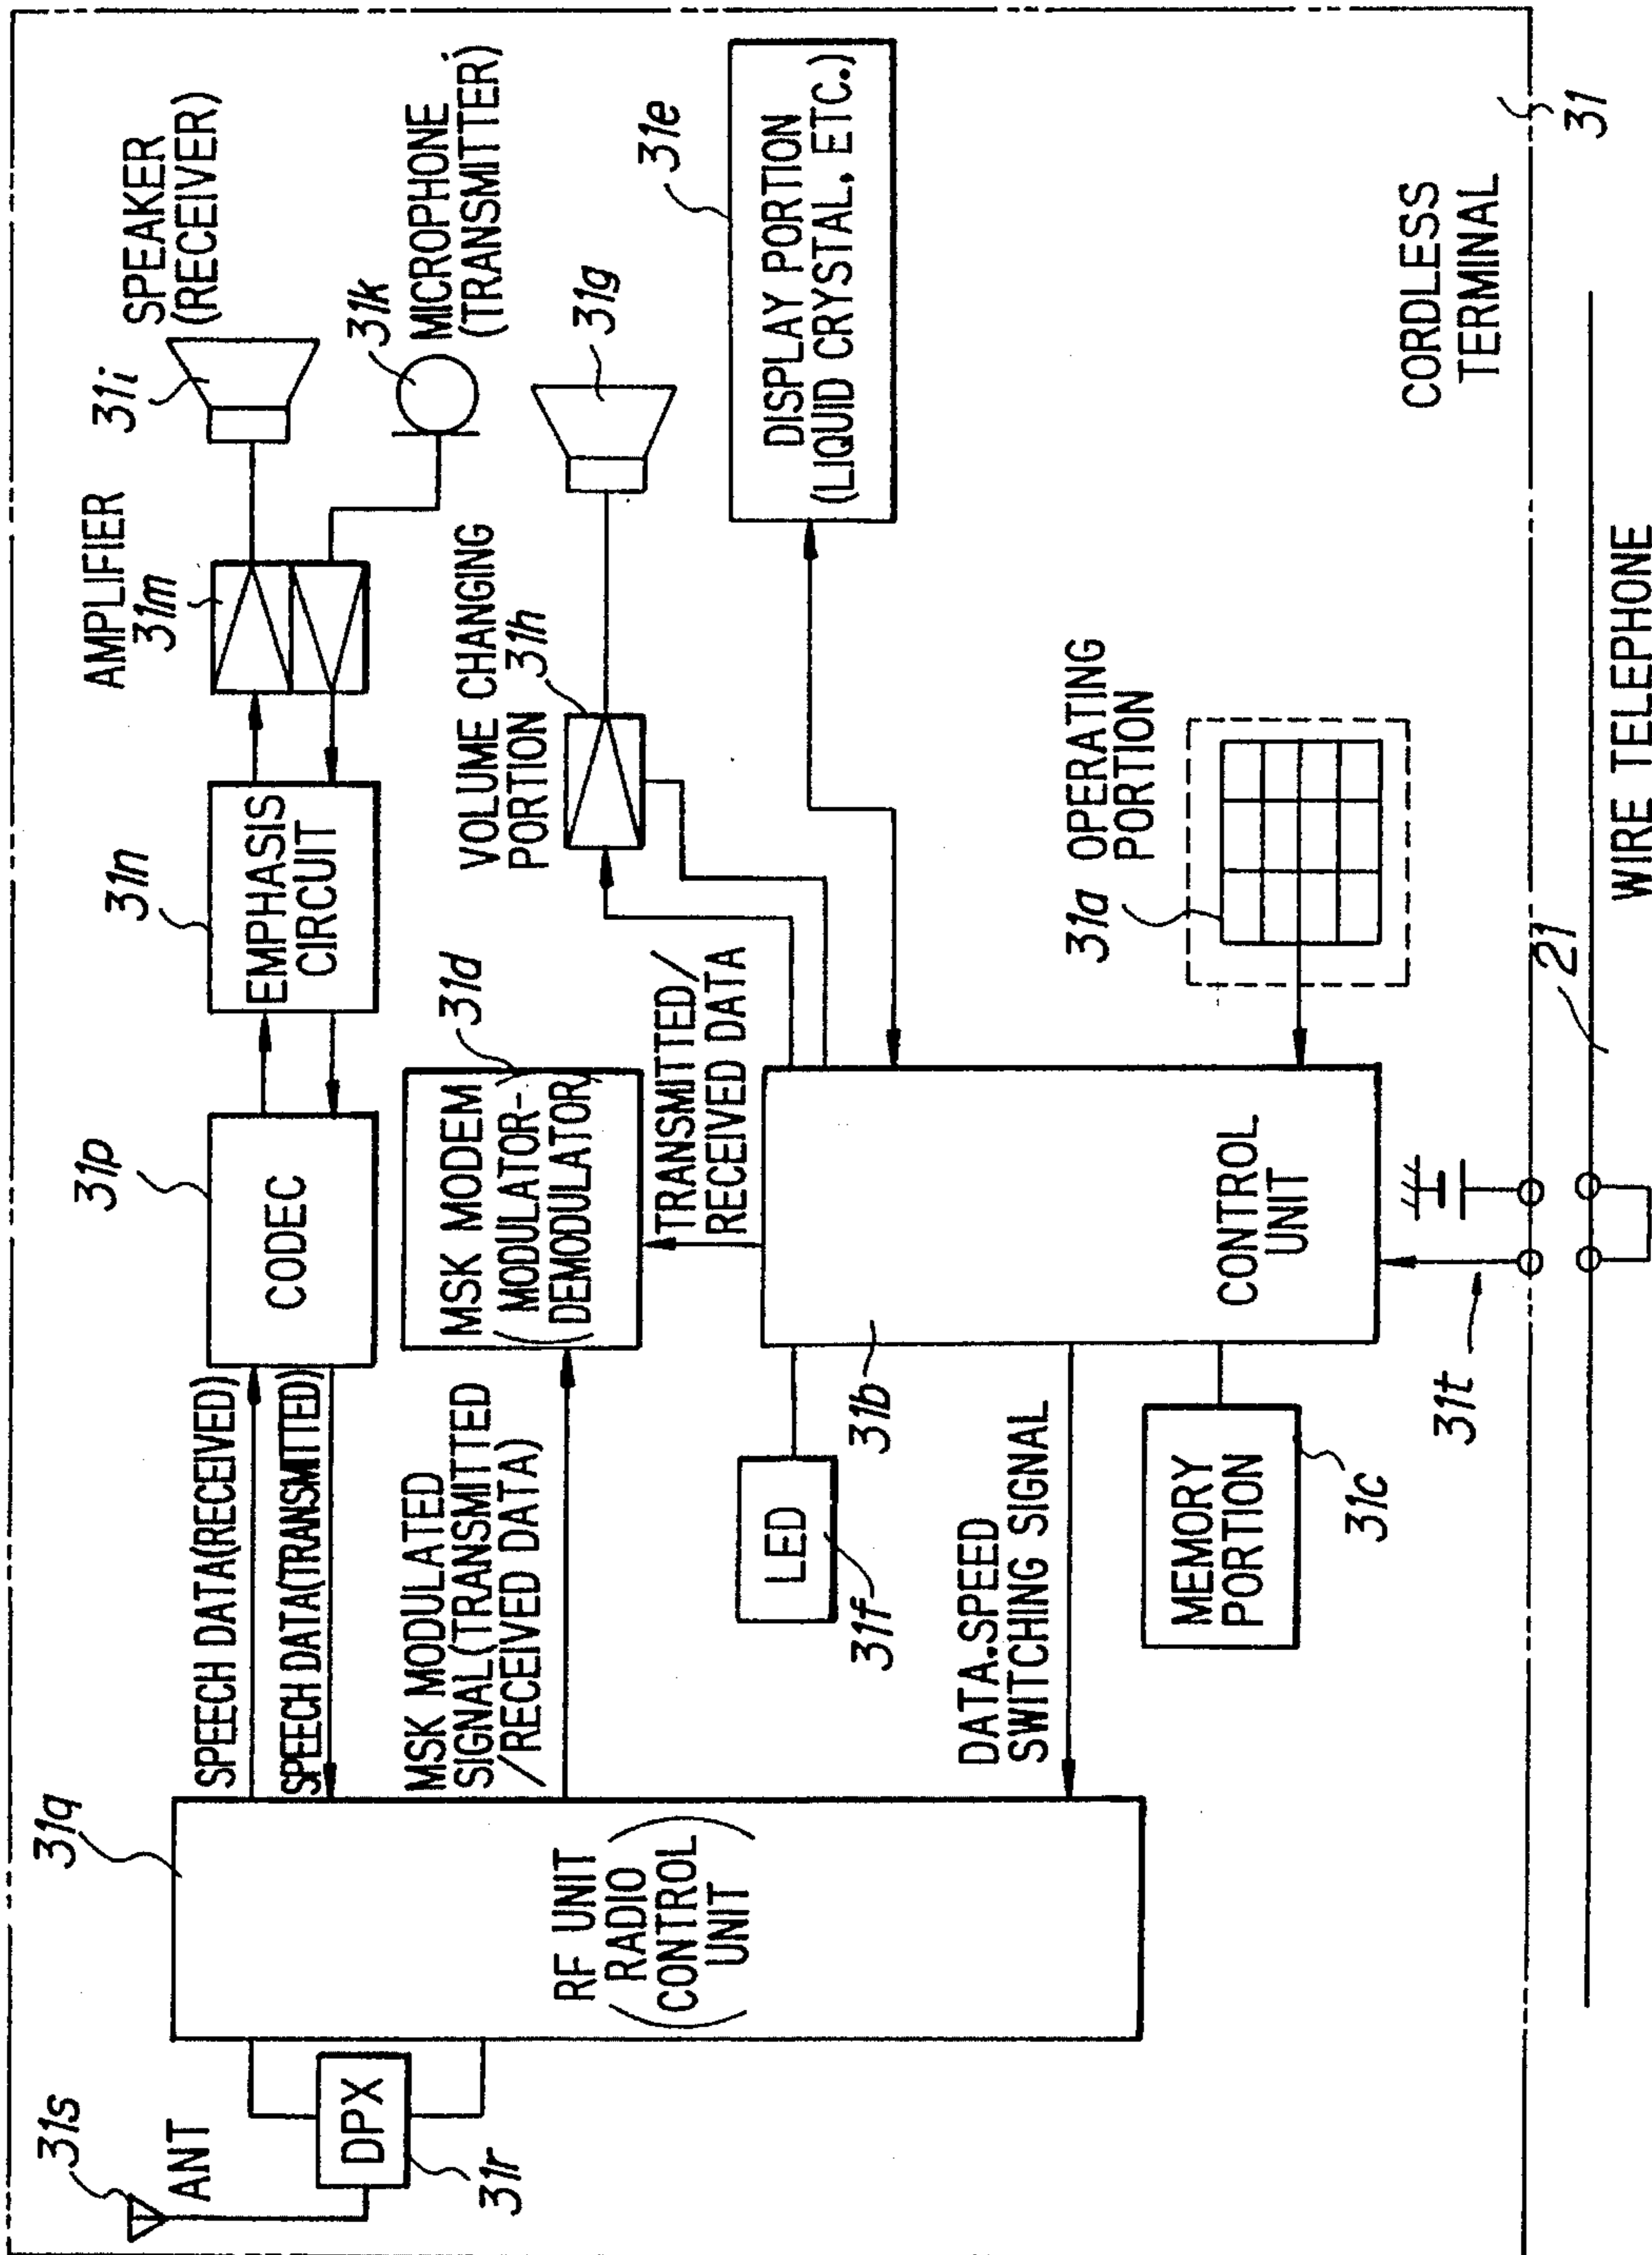 31s
ANT
DPX
31r
31q
RF UNIT
(RADIO
CONTROL
UNIT)
SPEECH DATA(RECEIVED)
SPEECH DATA(TRANSMITTED)
MSK MODULATED
SIGNAL(TRANSMITTED
/RECEIVED DATA)
DATA.SPEED
SWITCHING SIGNAL
31p
CODEC
31n
EMPHASIS
CIRCUIT
AMPLIFIER
31m
31i
SPEAKER
(RECEIVER)
31k
MICROPHONE
(TRANSMITTER)
31d
MSK MODEM
(MODULATOR-
DEMODULATOR)
TRANSMITTED/
RECEIVED DATA
VOLUME CHANGING
PORTION
31h
31g
31e
DISPLAY PORTION
(LIQUID CRYSTAL, ETC.)
LED
31f
31b
CONTROL
UNIT
MEMORY
PORTION
31c
31a OPERATING
PORTION
31t
CORDLESS
TERMINAL
31
21
WIRE TELEPHONE